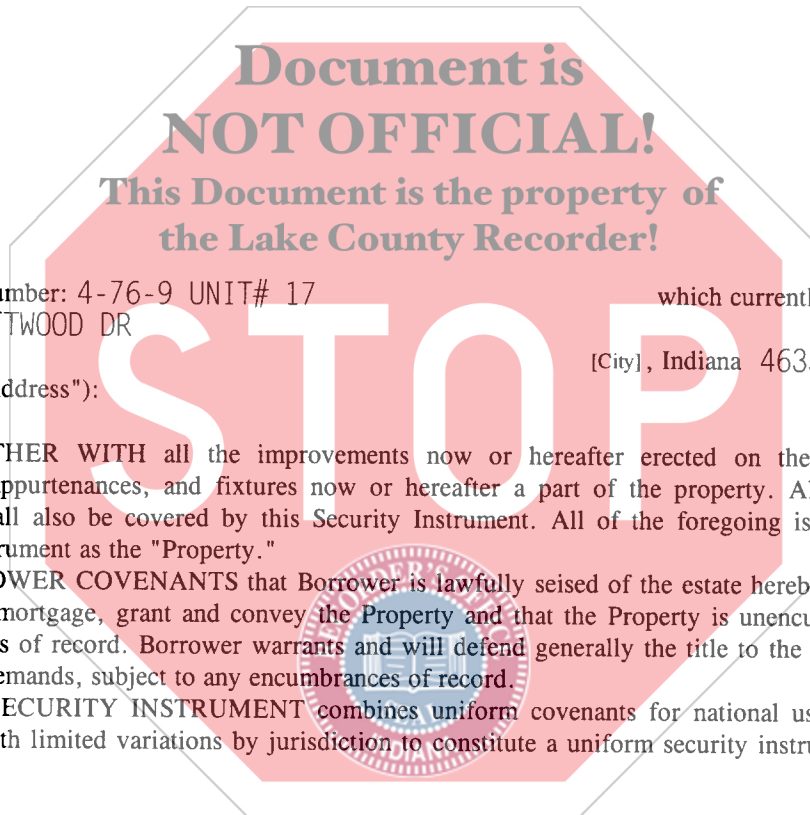 Document is
NOT OFFICIAL!
This Document is the property of
the Lake County Recorder!
umber: 4-76-9 UNIT# 17 which currentl
TWOOD DR
[City], Indiana 463
ddress"):
STOP
THER WITH all the improvements now or hereafter erected on the
ppurtenances, and fixtures now or hereafter a part of the property. Al
all also be covered by this Security Instrument. All of the foregoing is
rument as the "Property."
OWER COVENANTS that Borrower is lawfully seised of the estate hereb
mortgage, grant and convey the Property and that the Property is unencu
s of record. Borrower warrants and will defend generally the title to the
emands, subject to any encumbrances of record.
ECURITY INSTRUMENT combines uniform covenants for national us
th limited variations by jurisdiction to constitute a uniform security instru